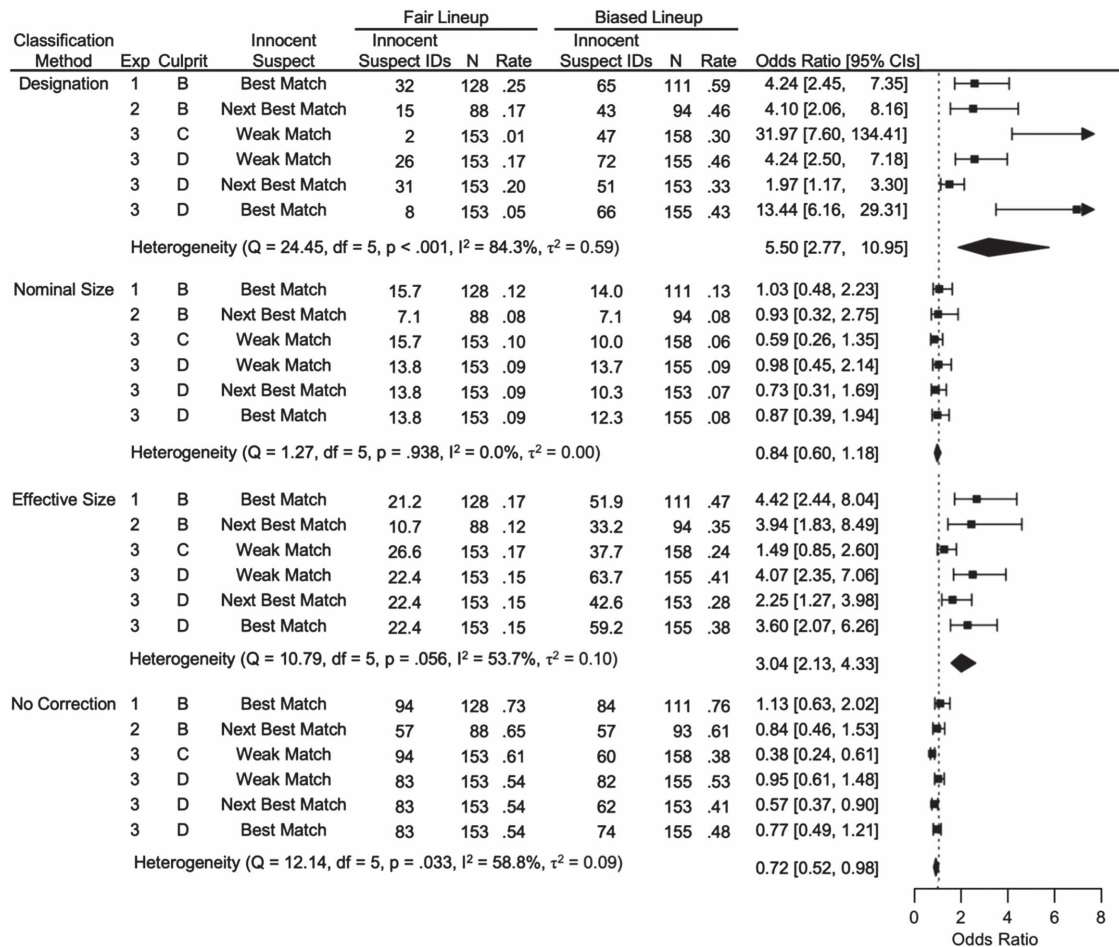 Fair Lineup Biased Lineup
Classification Innocent Innocent Innocent
Method Exp Culprit Suspect Suspect IDs N Rate Suspect IDs N Rate Odds Ratio [95% CIs]
Designation 1 B Best Match 32 128 .25 65 111 .59 4.24 [2.45, 7.35]
2 B Next Best Match 15 88 .17 43 94 .46 4.10 [2.06, 8.16]
3 C Weak Match 2 153 .01 47 158 .30 31.97 [7.60, 134.41]
3 D Weak Match 26 153 .17 72 155 .46 4.24 [2.50, 7.18]
3 D Next Best Match 31 153 .20 51 153 .33 1.97 [1.17, 3.30]
3 D Best Match 8 153 .05 66 155 .43 13.44 [6.16, 29.31]
Heterogeneity (Q = 24.45, df = 5, p < .001, I² = 84.3%, τ² = 0.59) 5.50 [2.77, 10.95]
Nominal Size 1 B Best Match 15.7 128 .12 14.0 111 .13 1.03 [0.48, 2.23]
2 B Next Best Match 7.1 88 .08 7.1 94 .08 0.93 [0.32, 2.75]
3 C Weak Match 15.7 153 .10 10.0 158 .06 0.59 [0.26, 1.35]
3 D Weak Match 13.8 153 .09 13.7 155 .09 0.98 [0.45, 2.14]
3 D Next Best Match 13.8 153 .09 10.3 153 .07 0.73 [0.31, 1.69]
3 D Best Match 13.8 153 .09 12.3 155 .08 0.87 [0.39, 1.94]
Heterogeneity (Q = 1.27, df = 5, p = .938, I² = 0.0%, τ² = 0.00) 0.84 [0.60, 1.18]
Effective Size 1 B Best Match 21.2 128 .17 51.9 111 .47 4.42 [2.44, 8.04]
2 B Next Best Match 10.7 88 .12 33.2 94 .35 3.94 [1.83, 8.49]
3 C Weak Match 26.6 153 .17 37.7 158 .24 1.49 [0.85, 2.60]
3 D Weak Match 22.4 153 .15 63.7 155 .41 4.07 [2.35, 7.06]
3 D Next Best Match 22.4 153 .15 42.6 153 .28 2.25 [1.27, 3.98]
3 D Best Match 22.4 153 .15 59.2 155 .38 3.60 [2.07, 6.26]
Heterogeneity (Q = 10.79, df = 5, p = .056, I² = 53.7%, τ² = 0.10) 3.04 [2.13, 4.33]
No Correction 1 B Best Match 94 128 .73 84 111 .76 1.13 [0.63, 2.02]
2 B Next Best Match 57 88 .65 57 93 .61 0.84 [0.46, 1.53]
3 C Weak Match 94 153 .61 60 158 .38 0.38 [0.24, 0.61]
3 D Weak Match 83 153 .54 82 155 .53 0.95 [0.61, 1.48]
3 D Next Best Match 83 153 .54 62 153 .41 0.57 [0.37, 0.90]
3 D Best Match 83 153 .54 74 155 .48 0.77 [0.49, 1.21]
Heterogeneity (Q = 12.14, df = 5, p = .033, I² = 58.8%, τ² = 0.09) 0.72 [0.52, 0.98]
0 2 4 6 8
Odds Ratio